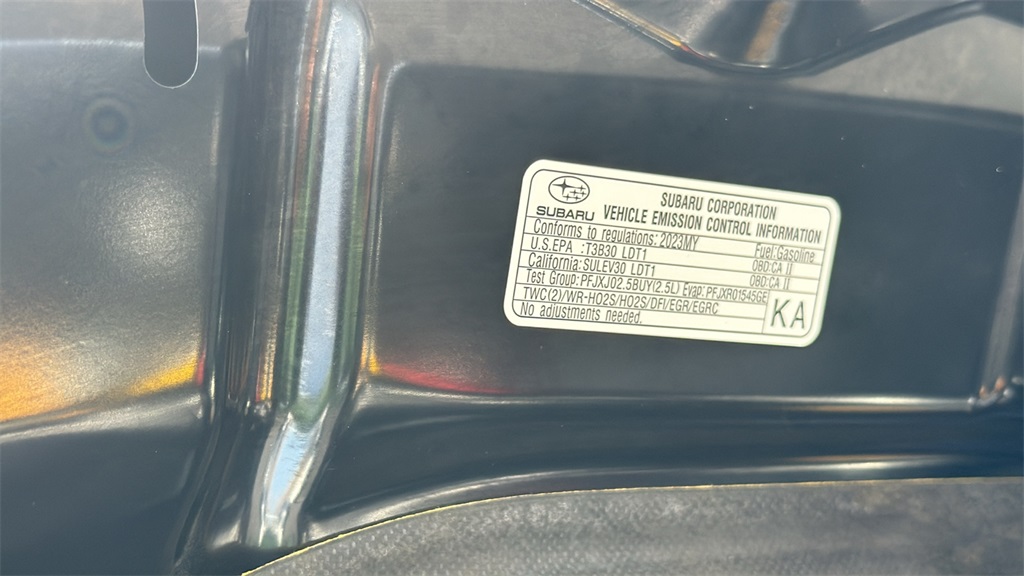 SUBARU
SUBARU CORPORATION
VEHICLE EMISSION CONTROL INFORMATION
Conforms to regulations: 2023MY Fuel:Gasoline
U.S.EPA :T3B30 LDT1 OBD:CA II
California:SULEV30 LDT1 OBD:CA II
Test Group:PFJXJ02.5BUY(2.5L) Evap:PFJXR01545GE
TWC(2)/WR-HO2S/HO2S/DFI/EGR/EGRC
No adjustments needed.
KA